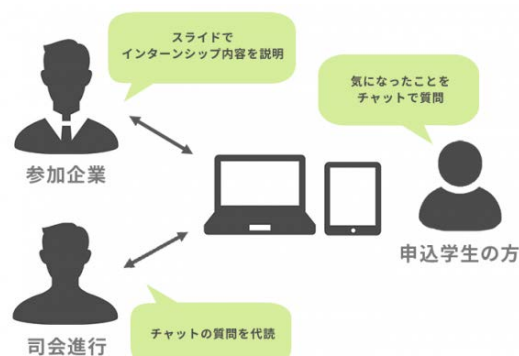 スライドで
インターンシップ内容を説明
気になったことを
チャットで質問
参加企業
申込学生の方
チャットの質問を代読
司会進行